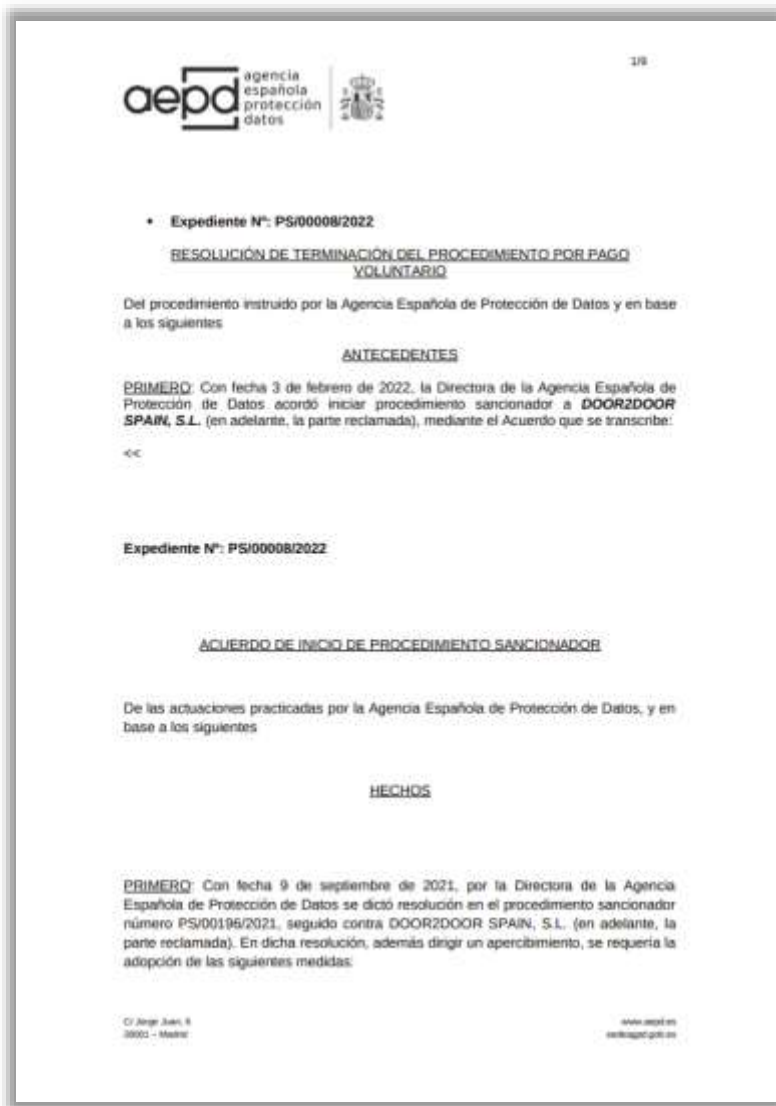 1/8
aepd
agencia
española
protección
datos
• Expediente Nº: PS/00008/2022
RESOLUCIÓN DE TERMINACIÓN DEL PROCEDIMIENTO POR PAGO
VOLUNTARIO
Del procedimiento instruido por la Agencia Española de Protección de Datos y en base
a los siguientes
ANTECEDENTES
PRIMERO: Con fecha 3 de febrero de 2022, la Directora de la Agencia Española de
Protección de Datos acordó iniciar procedimiento sancionador a DOOR2DOOR
SPAIN, S.L. (en adelante, la parte reclamada), mediante el Acuerdo que se transcribe:
<<
Expediente Nº: PS/00008/2022
ACUERDO DE INICIO DE PROCEDIMIENTO SANCIONADOR
De las actuaciones practicadas por la Agencia Española de Protección de Datos, y en
base a los siguientes
HECHOS
PRIMERO: Con fecha 9 de septiembre de 2021, por la Directora de la Agencia
Española de Protección de Datos se dictó resolución en el procedimiento sancionador
número PS/00196/2021, seguido contra DOOR2DOOR SPAIN, S.L. (en adelante, la
parte reclamada). En dicha resolución, además dirigir un apercibimiento, se requería la
adopción de las siguientes medidas:
C/ Jorge Juan, 6
28001 – Madrid
www.aepd.es
sedeagpd.gob.es